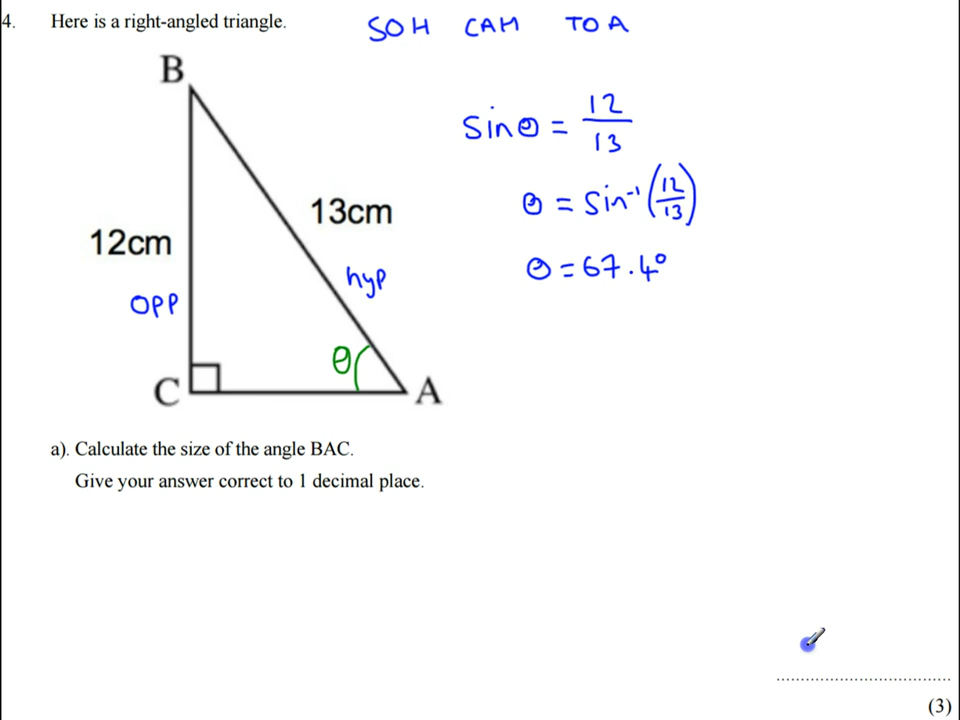 4. Here is a right-angled triangle.
SOH CAH TOA
B
sinθ = 12/13
13cm
θ = sin⁻¹(12/13)
12cm
θ = 67.4°
hyp
OPP
θ
C
A
a). Calculate the size of the angle BAC.
Give your answer correct to 1 decimal place.
................................................
(3)